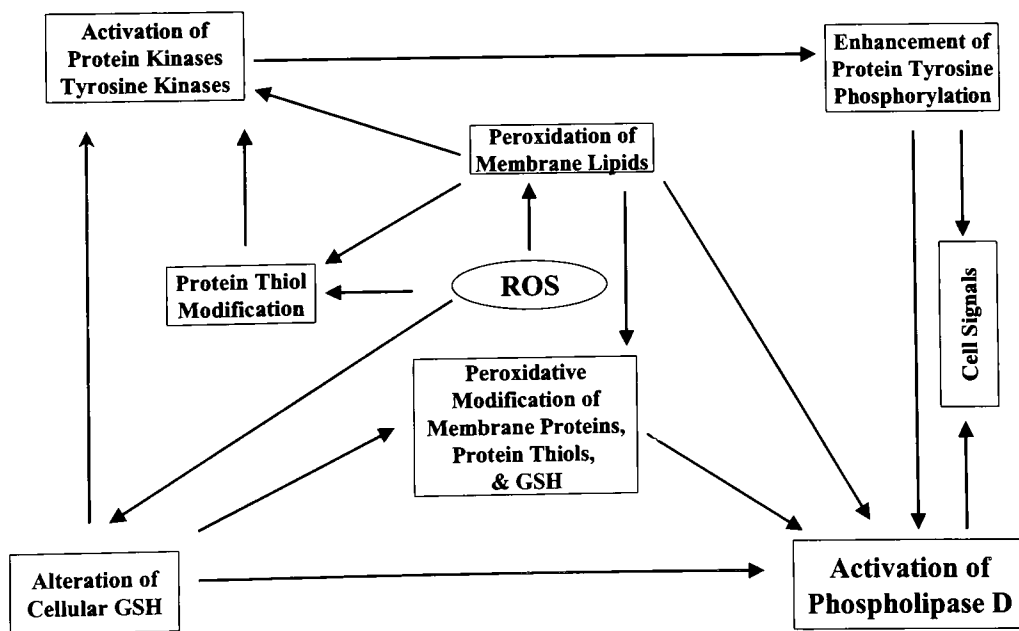 Activation of
Protein Kinases
Tyrosine Kinases
Enhancement of
Protein Tyrosine
Phosphorylation
Peroxidation of
Membrane Lipids
Protein Thiol
Modification
ROS
Cell Signals
Peroxidative
Modification of
Membrane Proteins,
Protein Thiols,
& GSH
Alteration of
Cellular GSH
Activation of
Phospholipase D